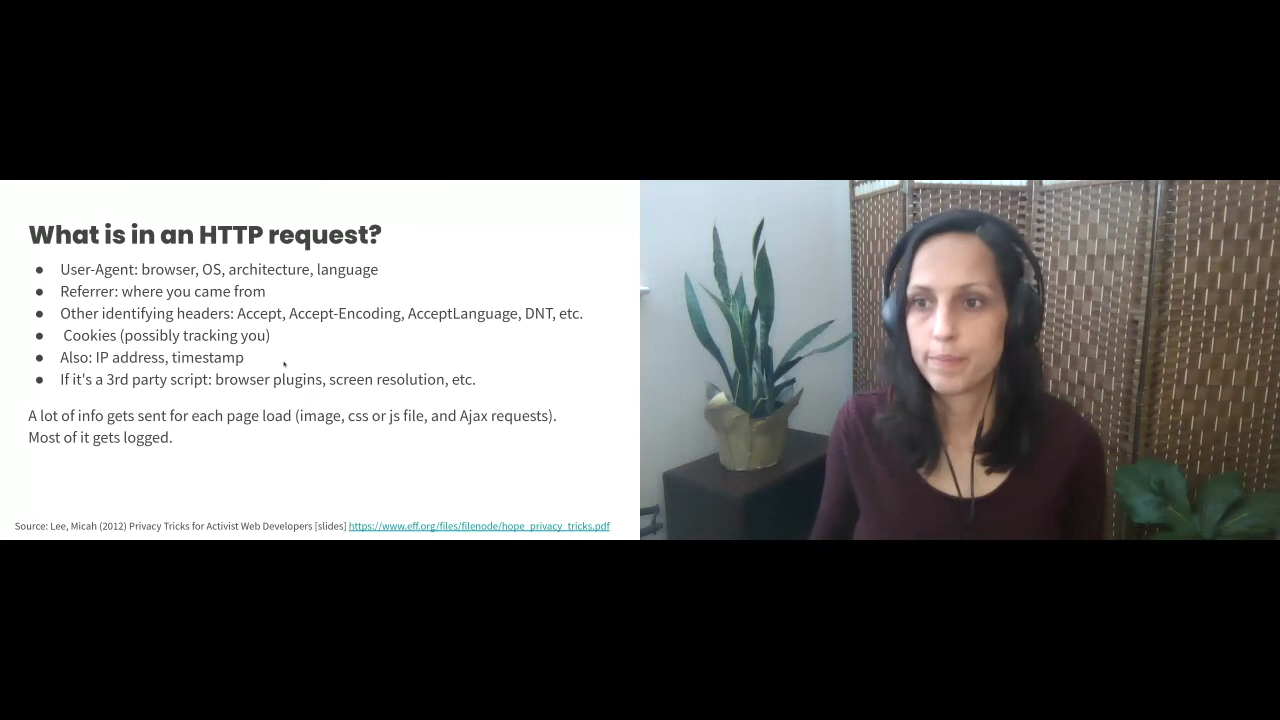 What is in an HTTP request?
● User-Agent: browser, OS, architecture, language
● Referrer: where you came from
● Other identifying headers: Accept, Accept-Encoding, AcceptLanguage, DNT, etc.
● Cookies (possibly tracking you)
● Also: IP address, timestamp
● If it's a 3rd party script: browser plugins, screen resolution, etc.
A lot of info gets sent for each page load (image, css or js file, and Ajax requests).
Most of it gets logged.
Source: Lee, Micah (2012) Privacy Tricks for Activist Web Developers [slides] https://www.eff.org/files/filenode/hope_privacy_tricks.pdf